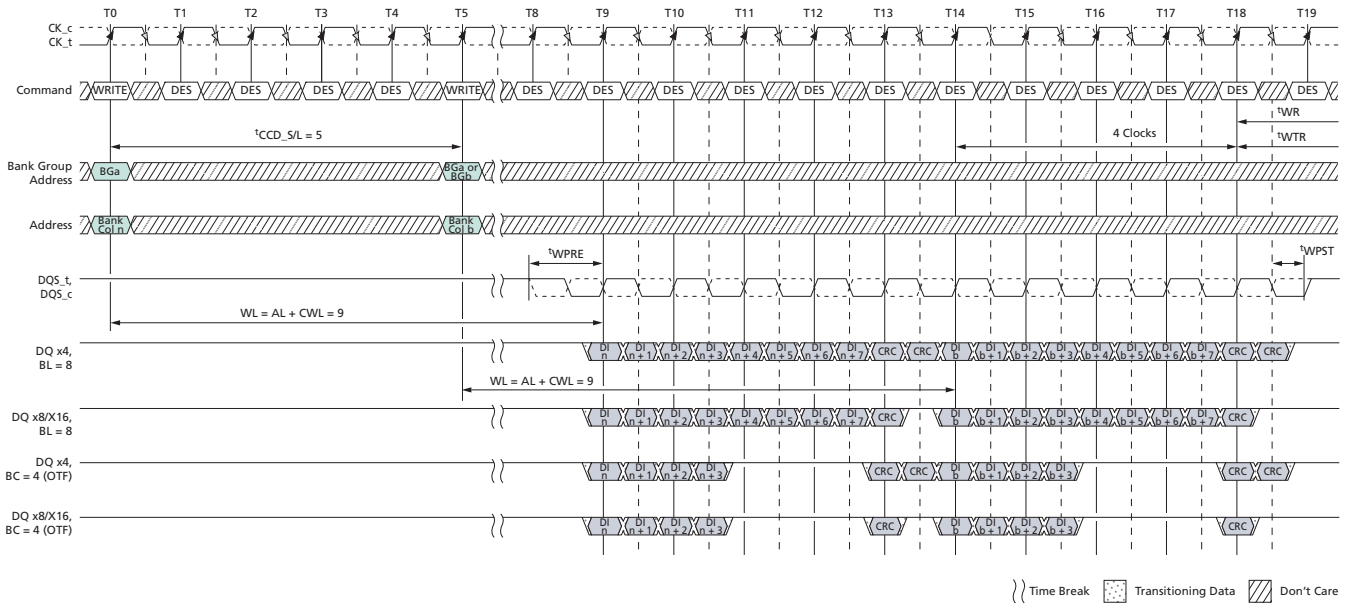 T0 T1 T2 T3 T4 T5 T8 T9 T10 T11 T12 T13 T14 T15 T16 T17 T18 T19
CK_c
CK_t
Command WRITE DES DES DES DES WRITE DES DES DES DES DES DES DES DES DES DES DES DES
tWR
tCCD_S/L = 5 4 Clocks tWTR
Bank Group
Address
BGa
BGa or
BGb
Address
Bank
Col n
Bank
Col b
tWPRE tWPST
DQS_t,
DQS_c
WL = AL + CWL = 9
DQ x4,
BL = 8
DI n DI n + 1 DI n + 2 DI n + 3 DI n + 4 DI n + 5 DI n + 6 DI n + 7 CRC CRC DI b DI b + 1 DI b + 2 DI b + 3 DI b + 4 DI b + 5 DI b + 6 DI b + 7 CRC CRC
WL = AL + CWL = 9
DQ x8/X16,
BL = 8
DI n DI n + 1 DI n + 2 DI n + 3 DI n + 4 DI n + 5 DI n + 6 DI n + 7 CRC DI b DI b + 1 DI b + 2 DI b + 3 DI b + 4 DI b + 5 DI b + 6 DI b + 7 CRC
DQ x4,
BC = 4 (OTF)
DI n DI n + 1 DI n + 2 DI n + 3 CRC CRC DI b DI b + 1 DI b + 2 DI b + 3 CRC CRC
DQ x8/X16,
BC = 4 (OTF)
DI n DI n + 1 DI n + 2 DI n + 3 CRC DI b DI b + 1 DI b + 2 DI b + 3 CRC
Time Break Transitioning Data Don't Care